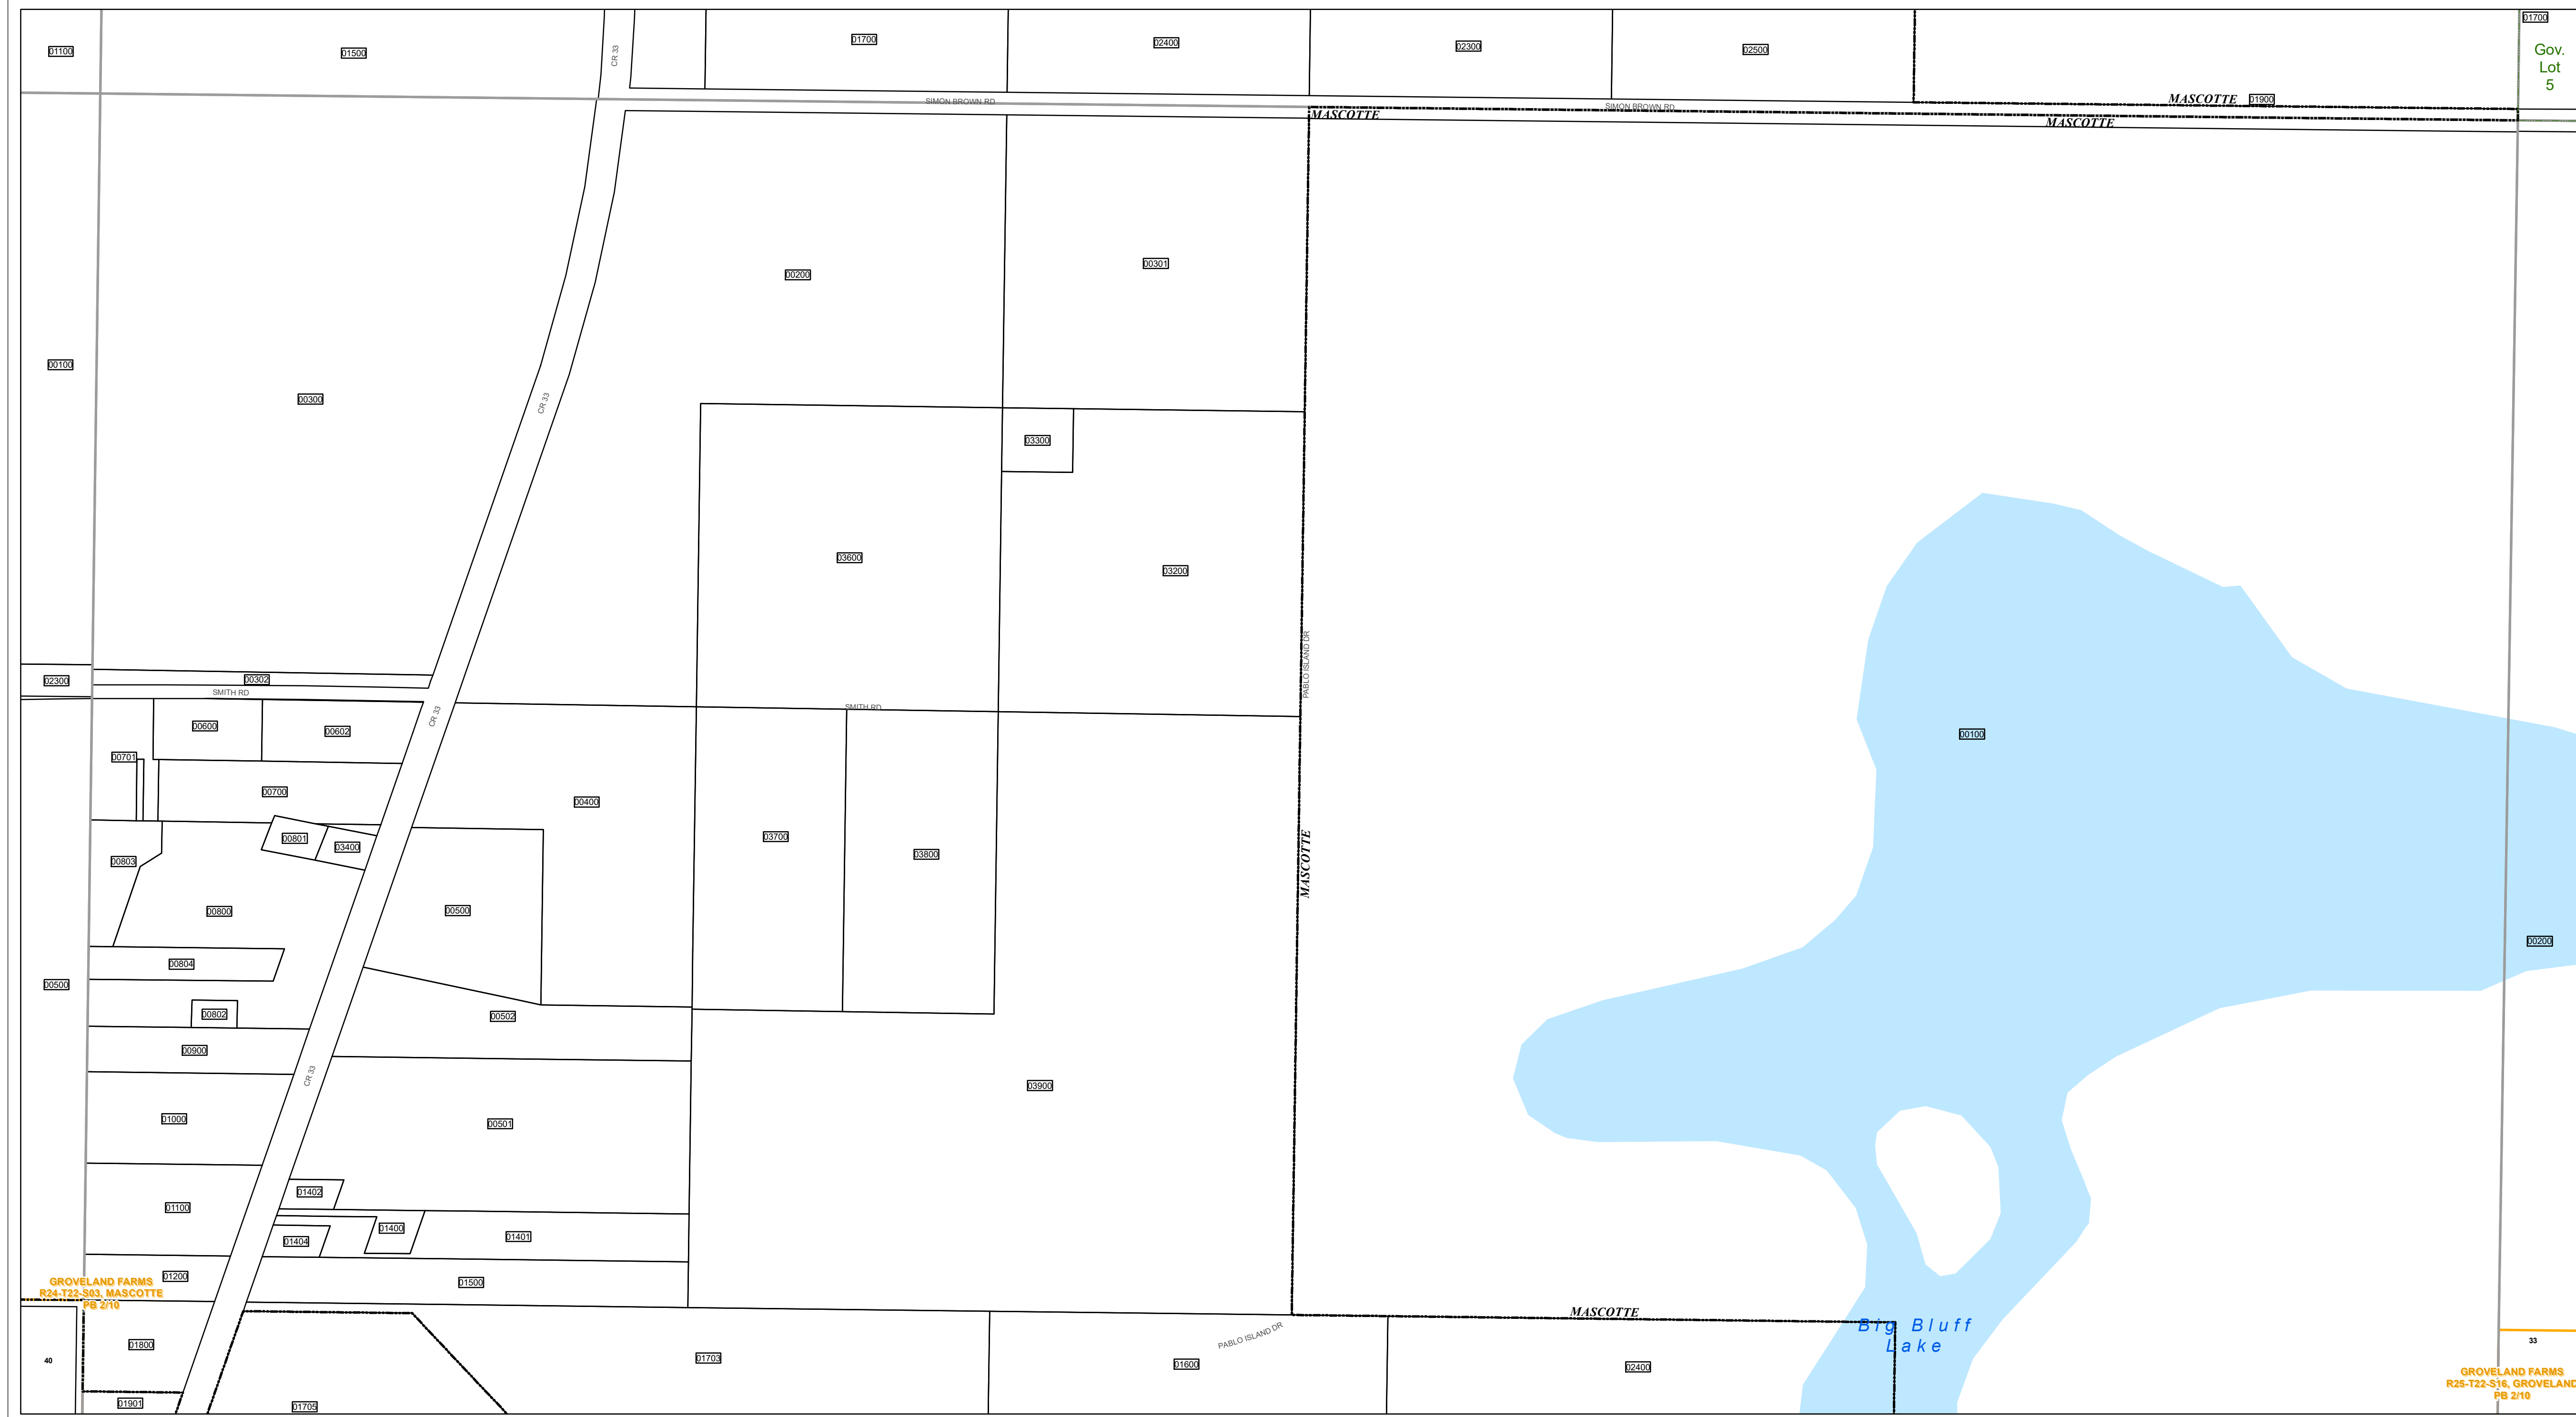 01700
01100
01500
CR 33
01700
02400
02300
02500
Gov.
Lot
5
SIMON BROWN RD
SIMON BROWN RD
MASCOTTE
01900
MASCOTTE
MASCOTTE
00200
00301
00100
00300
CR 33
03300
03600
03200
PABLO ISLAND DR
02300
00302
SMITH RD
SMITH RD
CR 33
00600
00602
00701
00700
00400
00100
00801
03400
03700
03800
MASCOTTE
00803
00800
00500
00200
00804
00500
00802
00502
00900
CR 33
03900
01000
00501
01402
01100
01400
01404
01401
01200
01500
GROVELAND FARMS
R24-T22-S03, MASCOTTE
PB 2/10
MASCOTTE
Big Bluff
Lake
PABLO ISLAND DR
01800
40
01703
01600
02400
33
GROVELAND FARMS
R25-T22-S16, GROVELAND
PB 2/10
01901
01705